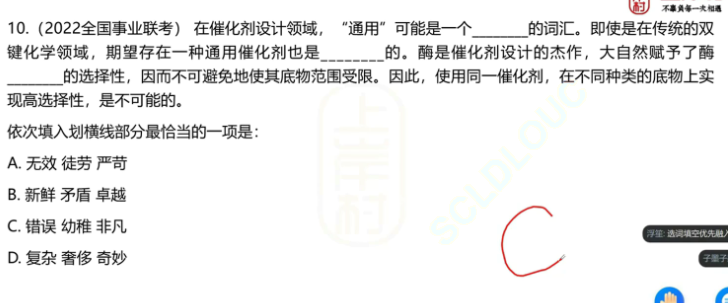 不辜负每一次相遇
10.（2022全国事业联考） 在催化剂设计领域，“通用”可能是一个________的词汇。即使是在传统的双
键化学领域，期望存在一种通用催化剂也是________的。酶是催化剂设计的杰作，大自然赋予了酶
________的选择性，因而不可避免地使其底物范围受限。因此，使用同一催化剂，在不同种类的底物上实
现高选择性，是不可能的。
依次填入划横线部分最恰当的一项是：
A. 无效 徒劳 严苛
B. 新鲜 矛盾 卓越
C. 错误 幼稚 非凡
D. 复杂 奢侈 奇妙
上岸村
SCLDLOUC
C
浮笙: 选词填空优先融入
子墨子